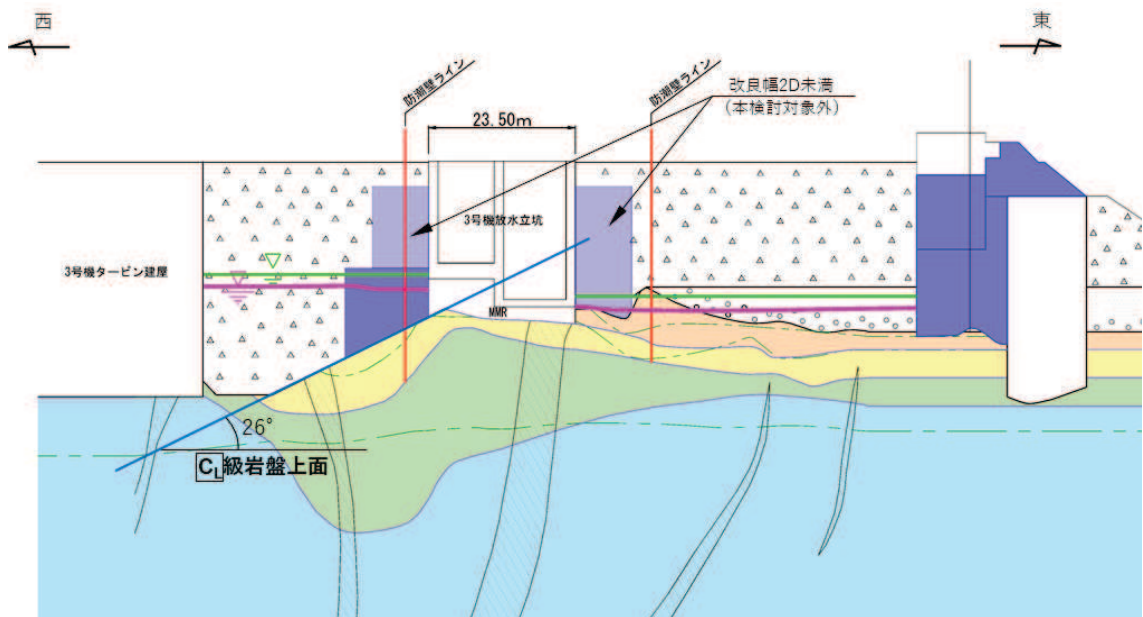 西
東
防潮壁ライン
防潮壁ライン
改良幅2D未満
(本検討対象外)
23.50m
3号機放水立坑
3号機タービン建屋
MMR
26°
CL級岩盤上面